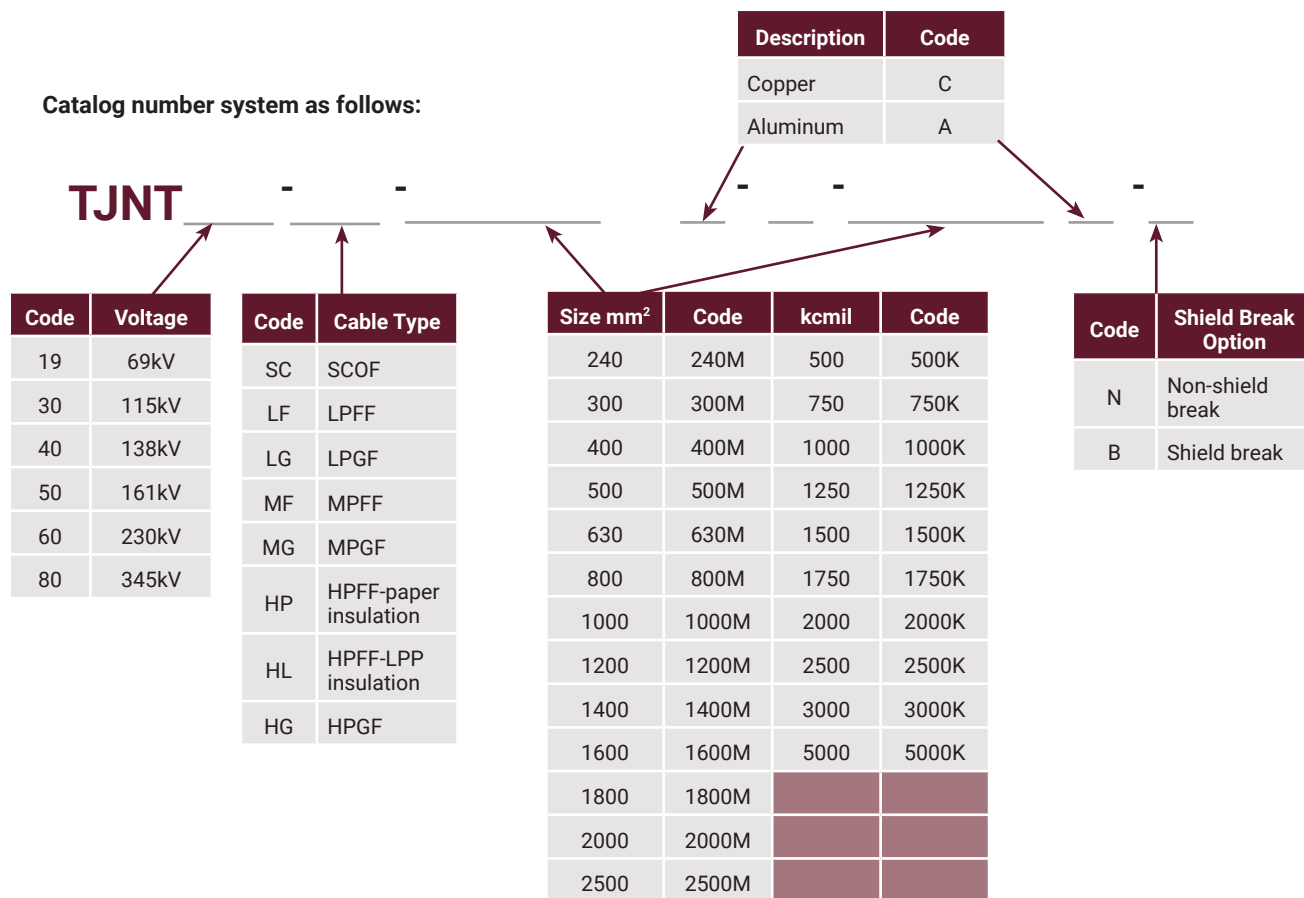 Description Code
Copper C
Aluminum A
Catalog number system as follows:
TJNT - - - - -
Code Voltage
19 69kV
30 115kV
40 138kV
50 161kV
60 230kV
80 345kV
Code Cable Type
SC SCOF
LF LPFF
LG LPGF
MF MPFF
MG MPGF
HP HPFF-paper
insulation
HL HPFF-LPP
insulation
HG HPGF
Size mm² Code kcmil Code
240 240M 500 500K
300 300M 750 750K
400 400M 1000 1000K
500 500M 1250 1250K
630 630M 1500 1500K
800 800M 1750 1750K
1000 1000M 2000 2000K
1200 1200M 2500 2500K
1400 1400M 3000 3000K
1600 1600M 5000 5000K
1800 1800M
2000 2000M
2500 2500M
Code Shield Break
Option
N Non-shield
break
B Shield break